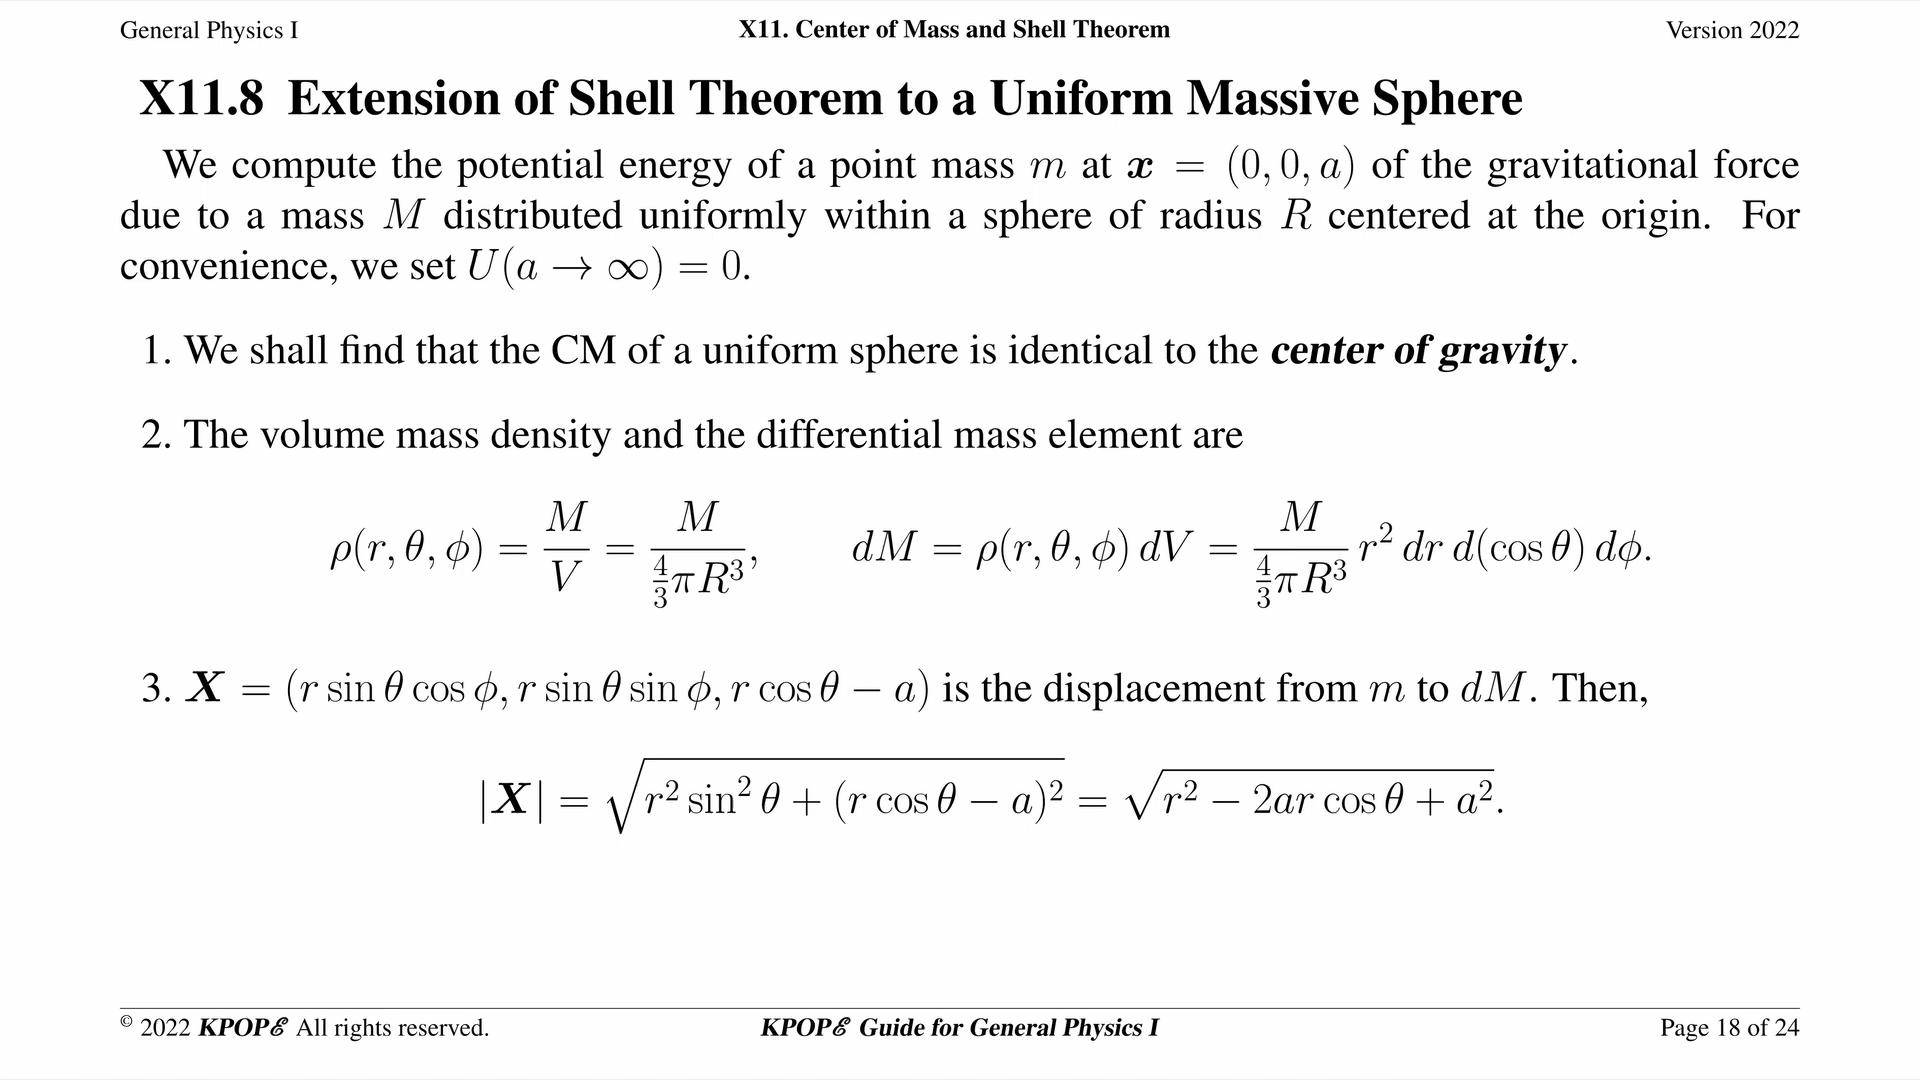 General Physics I
X11. Center of Mass and Shell Theorem
Version 2022
X11.8 Extension of Shell Theorem to a Uniform Massive Sphere
We compute the potential energy of a point mass m at x = (0, 0, a) of the gravitational force
due to a mass M distributed uniformly within a sphere of radius R centered at the origin. For
convenience, we set U(a → ∞) = 0.
1. We shall find that the CM of a uniform sphere is identical to the center of gravity.
2. The volume mass density and the differential mass element are
ρ(r, θ, ϕ) = M/V = M/(4/3 πR³), dM = ρ(r, θ, ϕ) dV = M/(4/3 πR³) r² dr d(cos θ) dϕ.
3. X = (r sin θ cos ϕ, r sin θ sin ϕ, r cos θ − a) is the displacement from m to dM. Then,
|X| = √(r² sin² θ + (r cos θ − a)²) = √(r² − 2ar cos θ + a²).
© 2022 KPOPℰ All rights reserved.
KPOPℰ Guide for General Physics I
Page 18 of 24